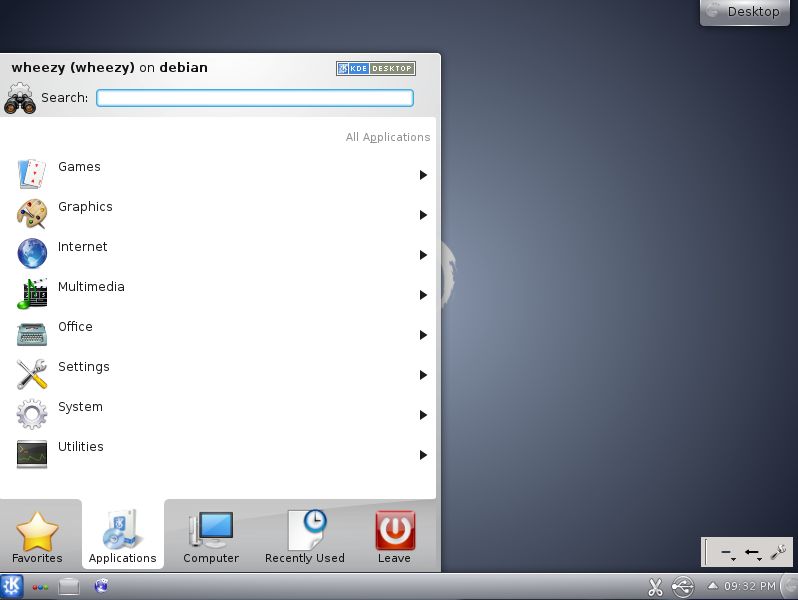 Desktop
wheezy (wheezy) on debian
KDE DESKTOP
Search:
All Applications
Games
Graphics
Internet
Multimedia
Office
Settings
System
Utilities
Favorites
Applications
Computer
Recently Used
Leave
09:32 PM